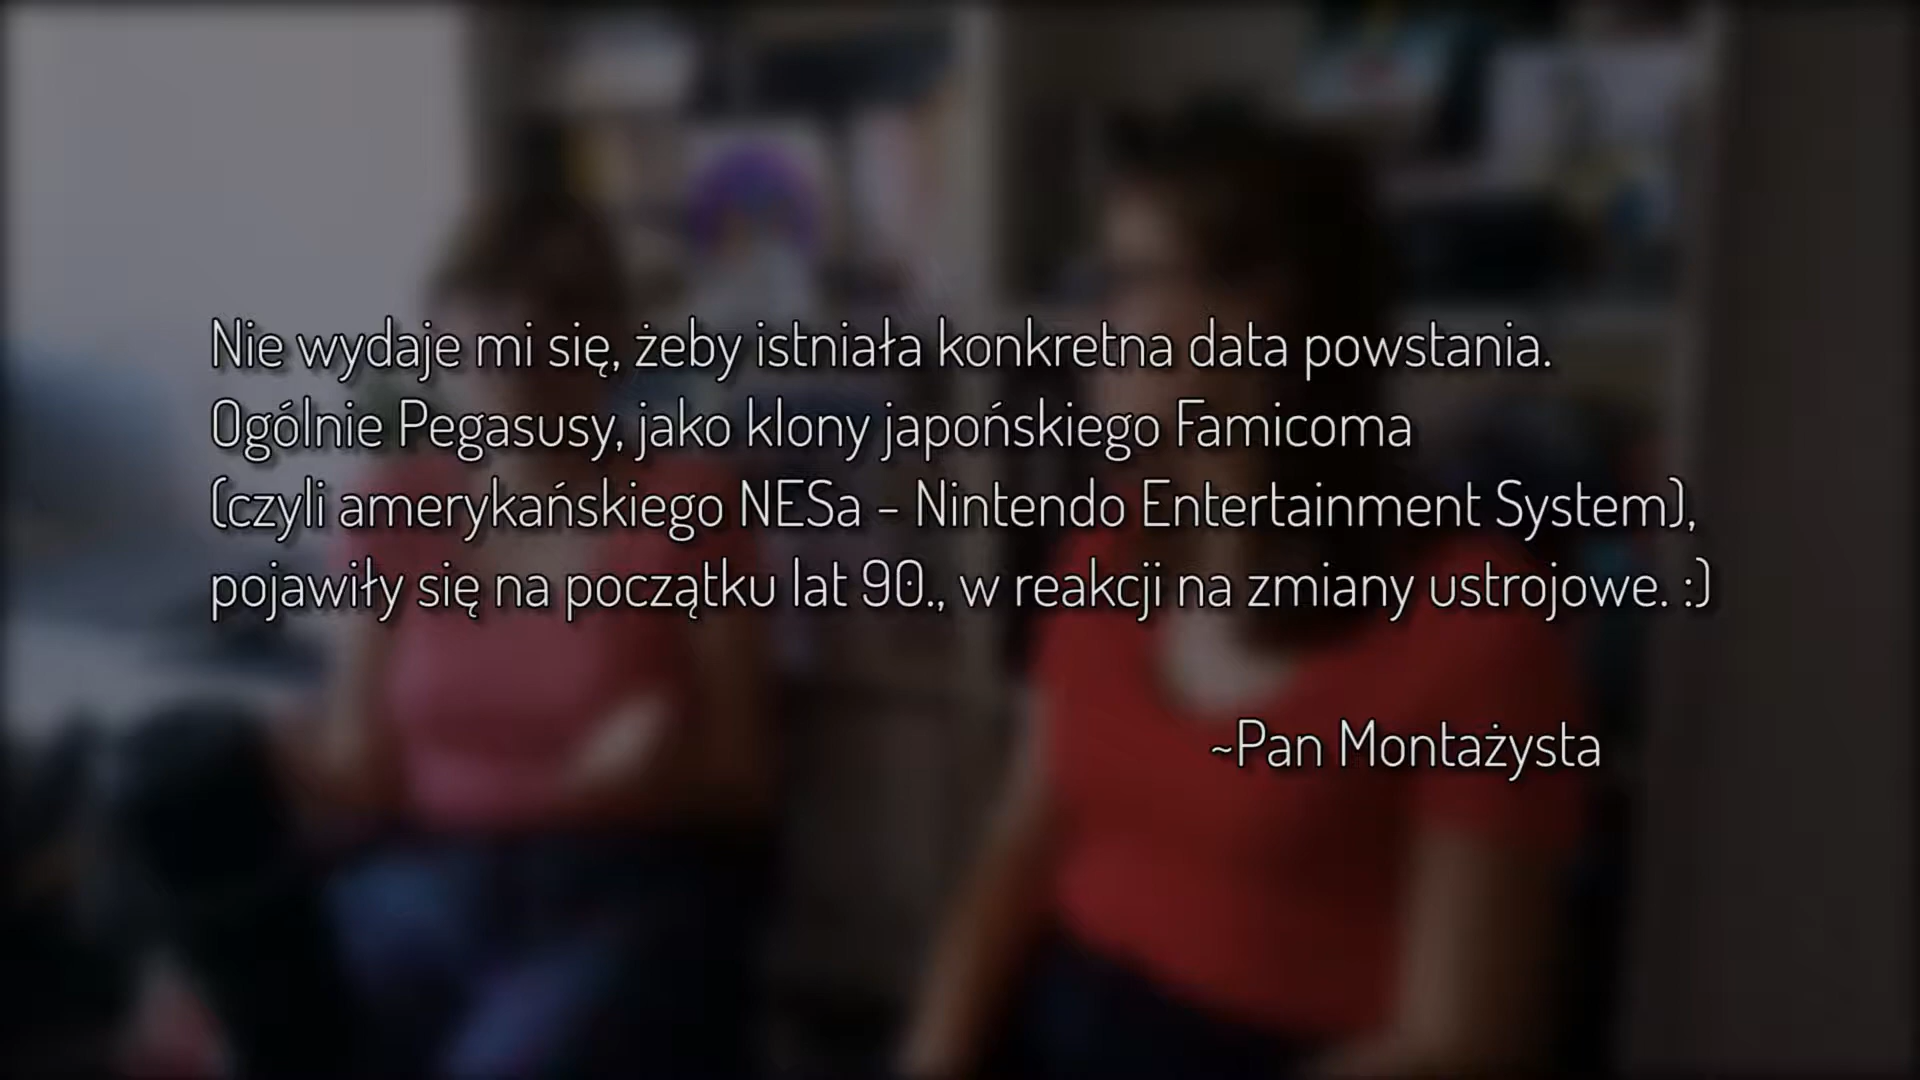 Nie wydaje mi się, żeby istniała konkretna data powstania.
Ogólnie Pegasusy, jako klony japońskiego Famicoma
(czyli amerykańskiego NESa - Nintendo Entertainment System),
pojawiły się na początku lat 90., w reakcji na zmiany ustrojowe. :)
~Pan Montażysta